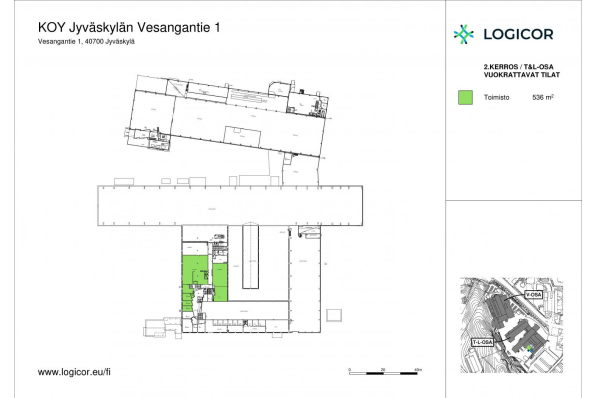 KOY Jyväskylän Vesangantie 1
Vesangantie 1, 40700 Jyväskylä
LOGICOR
2.KERROS / T&L-OSA
VUOKRATTAVAT TILAT
Toimisto 536 m²
V-OSA
T-L-OSA
www.logicor.eu/fi
0 20 40m